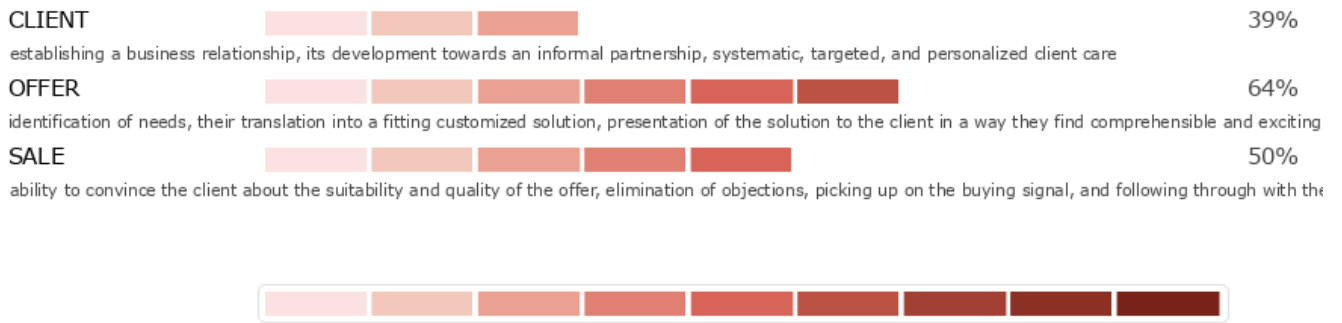 CLIENT 39%
establishing a business relationship, its development towards an informal partnership, systematic, targeted, and personalized client care
OFFER 64%
identification of needs, their translation into a fitting customized solution, presentation of the solution to the client in a way they find comprehensible and exciting
SALE 50%
ability to convince the client about the suitability and quality of the offer, elimination of objections, picking up on the buying signal, and following through with the